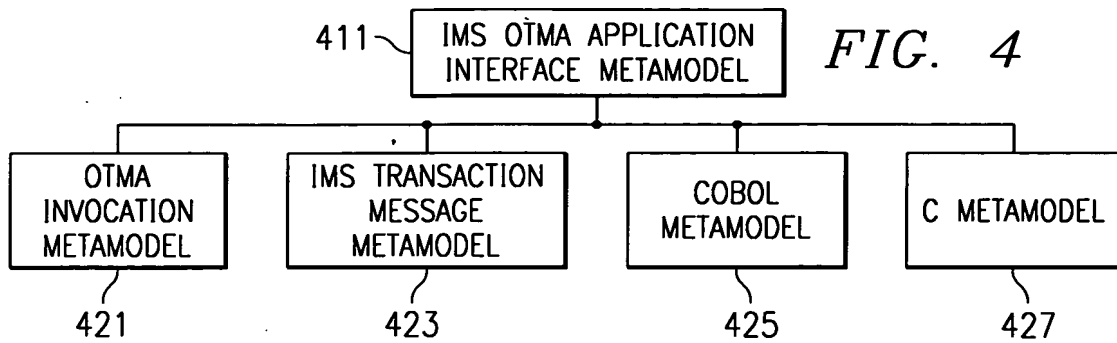 411
IMS OTMA APPLICATION
INTERFACE METAMODEL
FIG. 4
OTMA
INVOCATION
METAMODEL
IMS TRANSACTION
MESSAGE
METAMODEL
COBOL
METAMODEL
C METAMODEL
421
423
425
427